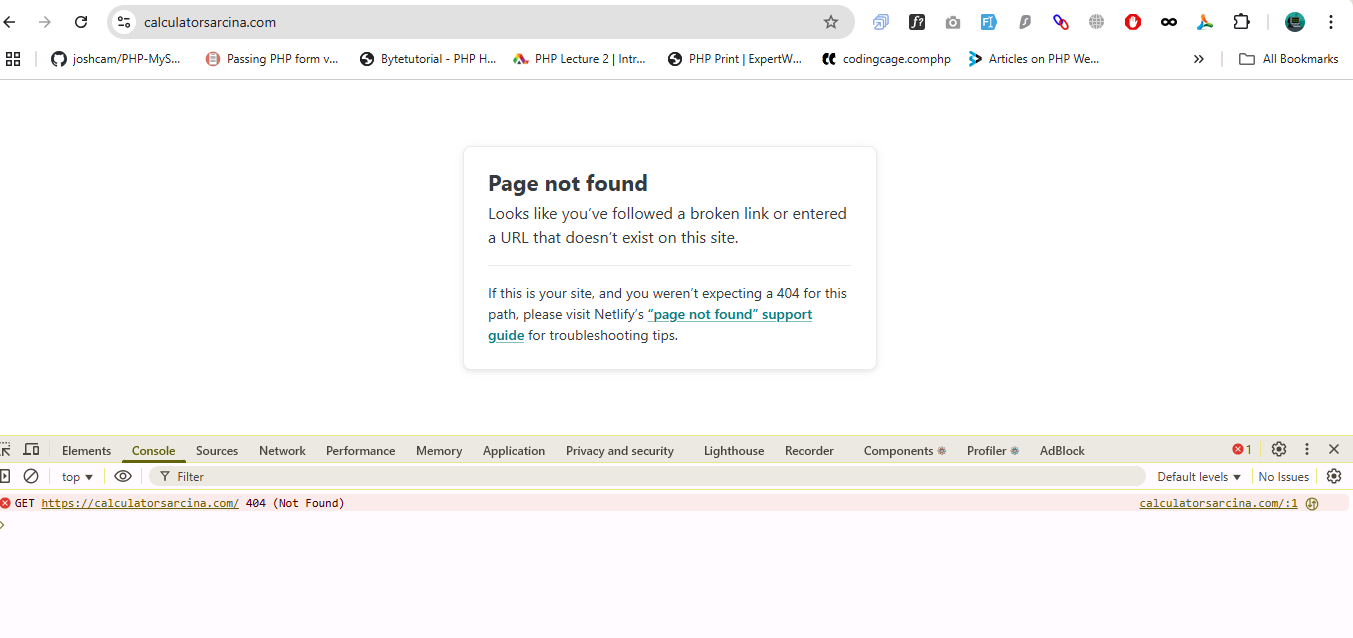 calculatorsarcina.com
joshcam/PHP-MyS... Passing PHP form v... Bytetutorial - PHP H... PHP Lecture 2 | Intr... PHP Print | ExpertW... codingcage.comphp Articles on PHP We... » All Bookmarks
Page not found
Looks like you’ve followed a broken link or entered
a URL that doesn’t exist on this site.
If this is your site, and you weren’t expecting a 404 for this
path, please visit Netlify’s “page not found” support
guide for troubleshooting tips.
Elements Console Sources Network Performance Memory Application Privacy and security Lighthouse Recorder Components Profiler AdBlock 1
top Filter Default levels No Issues
GET https://calculatorsarcina.com/ 404 (Not Found) calculatorsarcina.com/:1